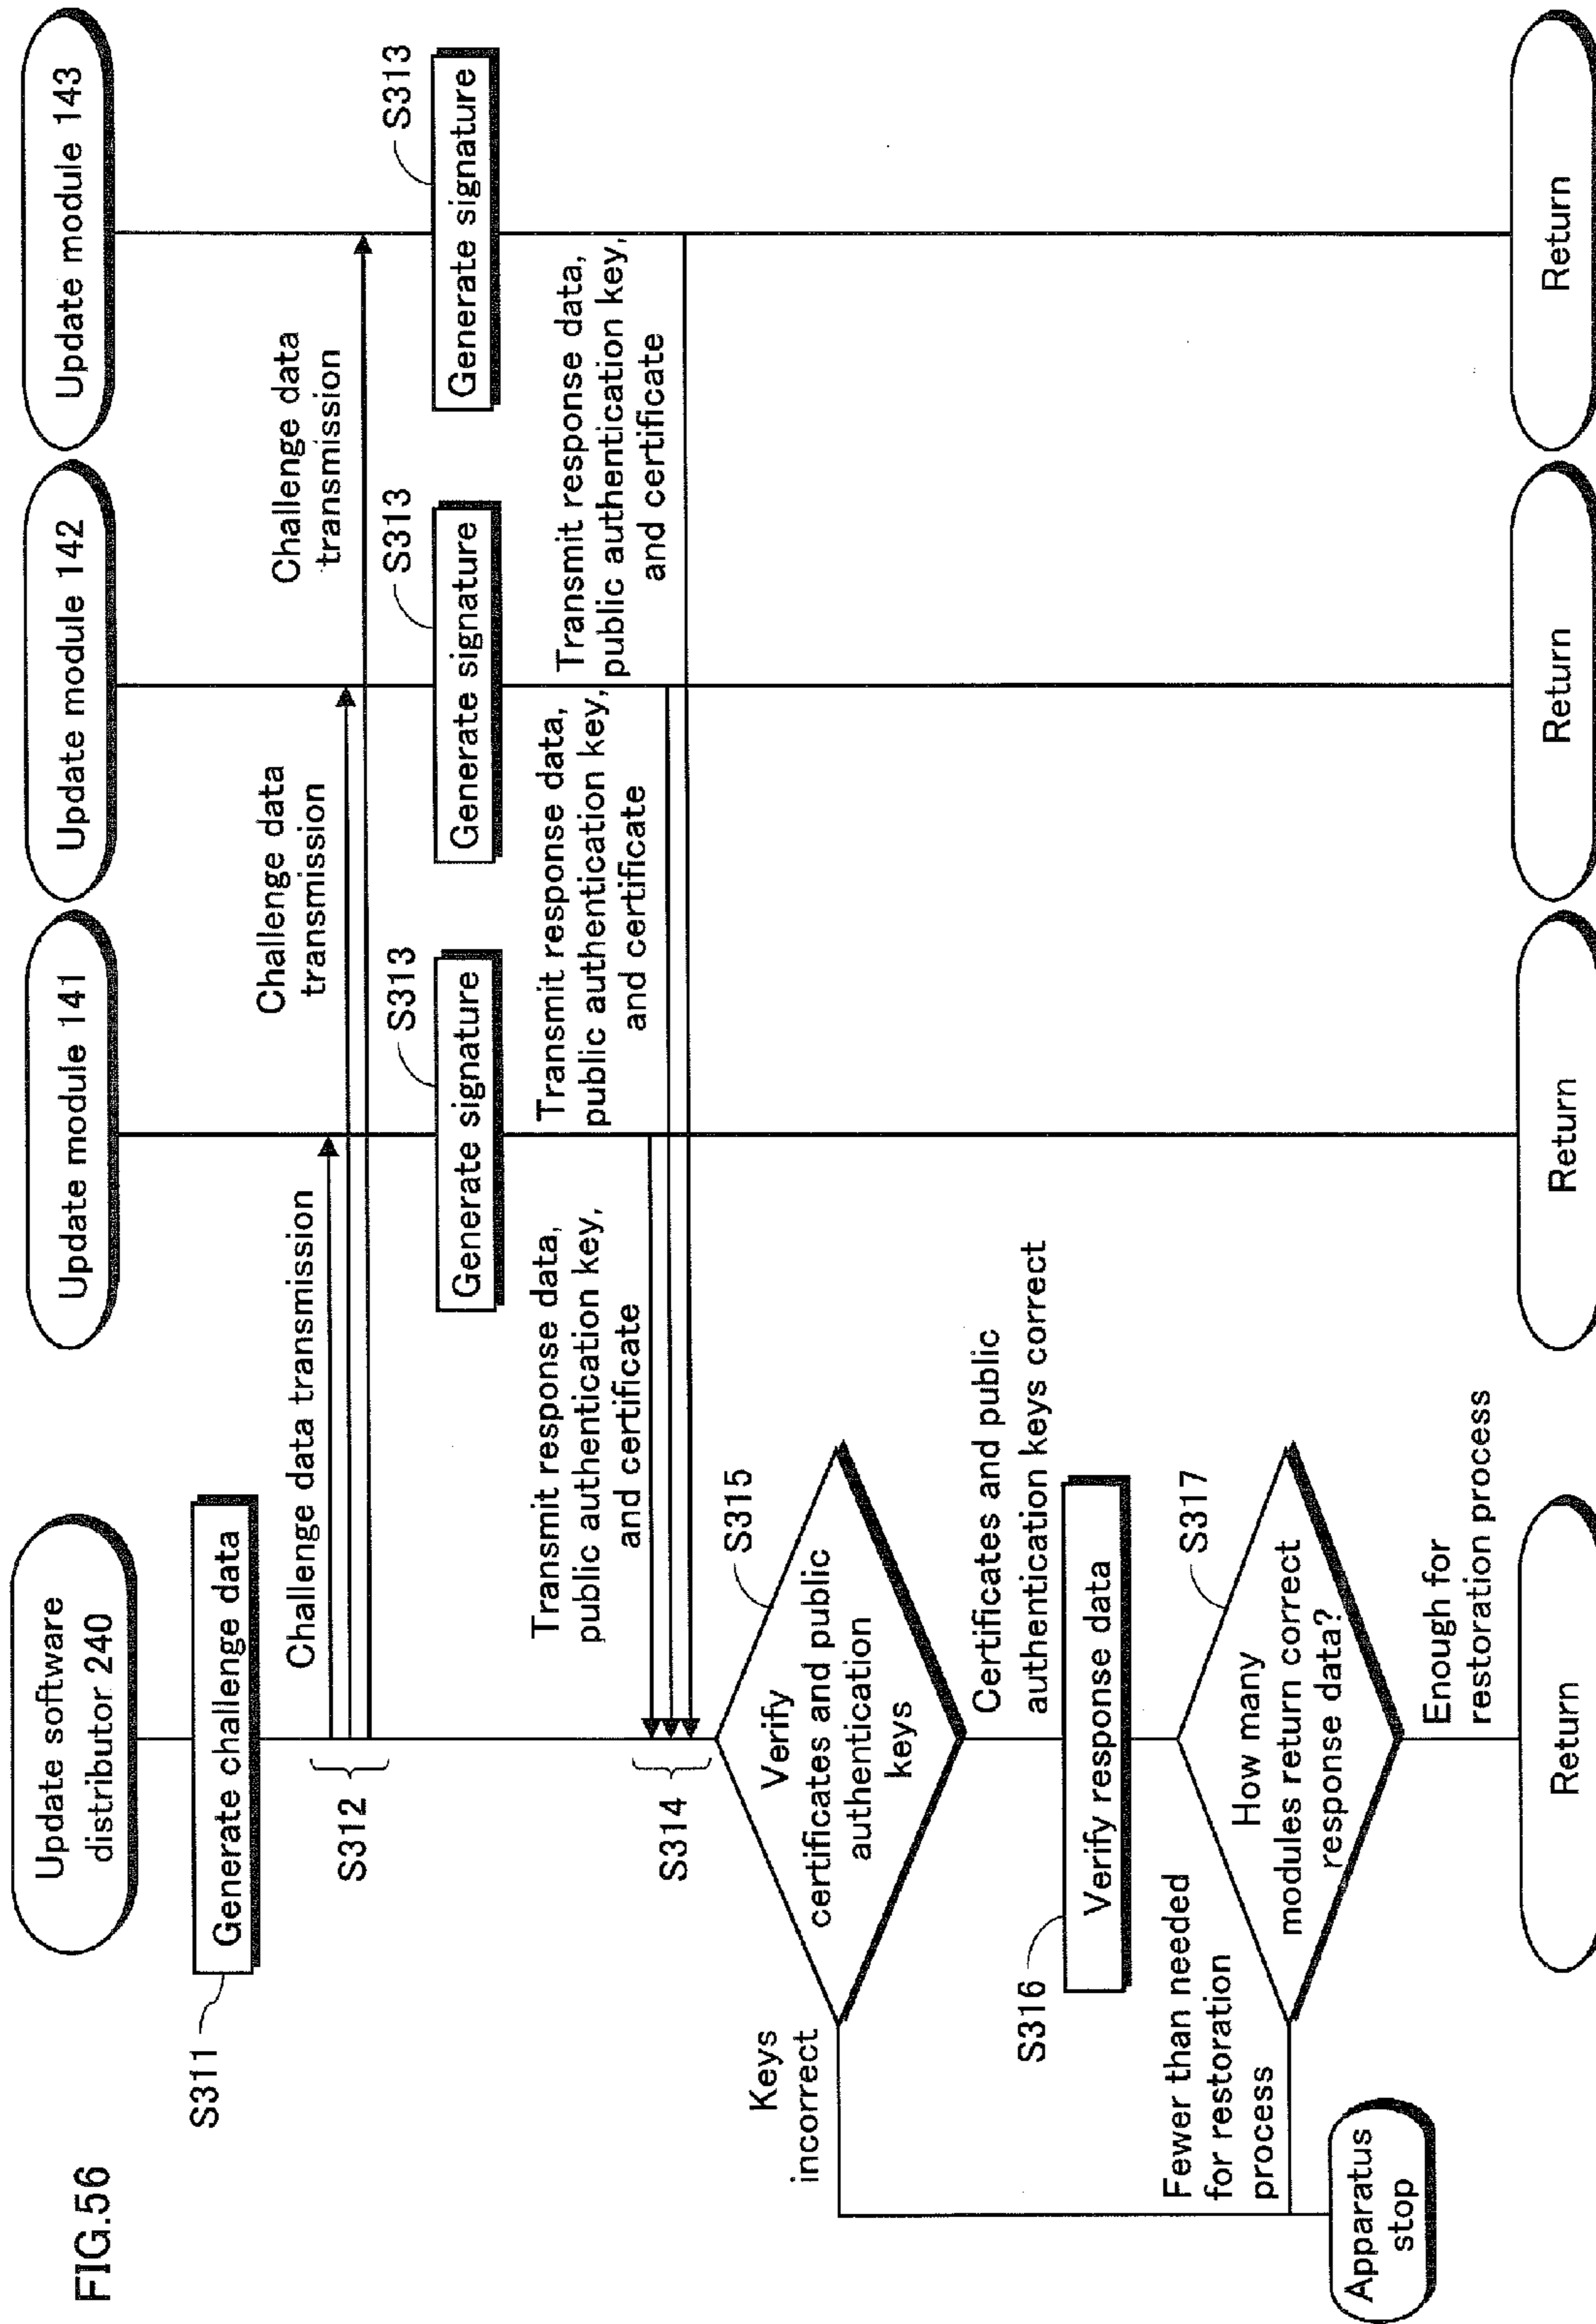 FIG.56
Update software
distributor 240
Update module 141
Update module 142
Update module 143
S311
Generate challenge data
Challenge data transmission
Challenge data
transmission
Challenge data
transmission
S312
S313
Generate signature
S313
Generate signature
S313
Generate signature
Transmit response data,
public authentication key,
and certificate
Transmit response data,
public authentication key,
and certificate
Transmit response data,
public authentication key,
and certificate
S314
S315
Verify
certificates and public
authentication
keys
Keys
incorrect
Certificates and public
authentication keys correct
S316
Verify response data
S317
How many
modules return correct
response data?
Fewer than needed
for restoration
process
Enough for
restoration process
Apparatus
stop
Return
Return
Return
Return